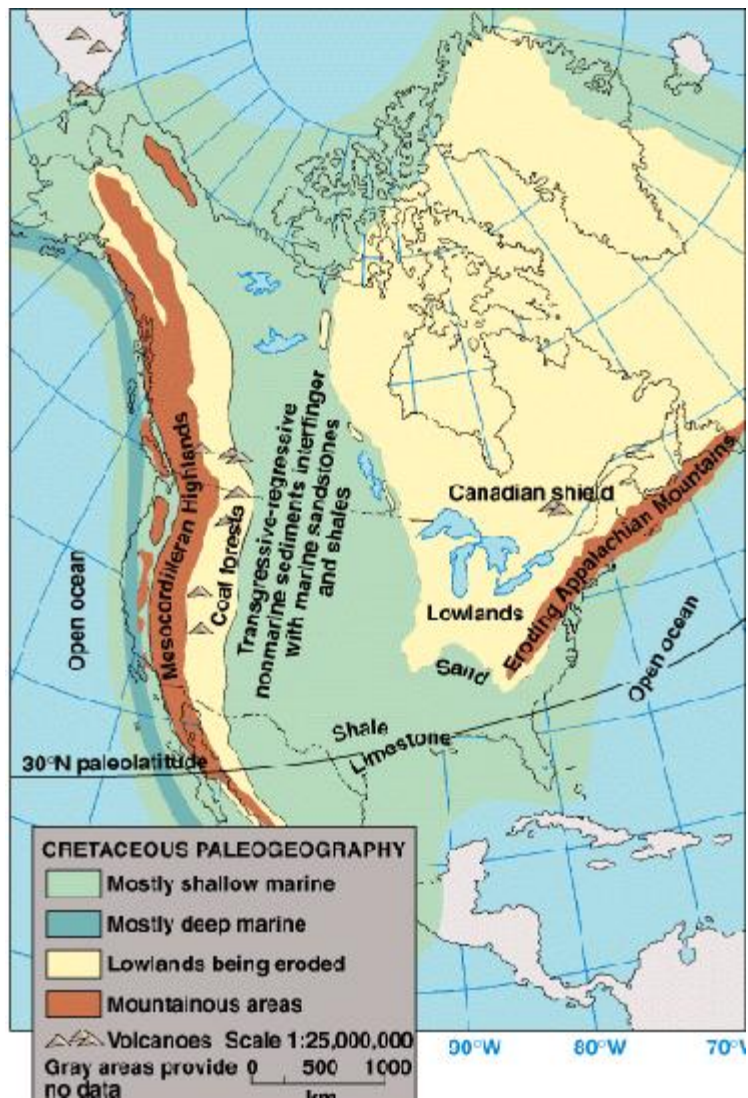 Mesocordilleran Highlands
Coal forests
Transgressive-regressive
nonmarine sediments interfinger
with marine sandstones
and shales
Canadian shield
Eroding Appalachian Mountains
Lowlands
Sand
Open ocean
Open ocean
Shale
Limestone
30°N paleolatitude
CRETACEOUS PALEOGEOGRAPHY
Mostly shallow marine
Mostly deep marine
Lowlands being eroded
Mountainous areas
Volcanoes Scale 1:25,000,000
Gray areas provide 0 500 1000
no data km
90°W 80°W 70°W